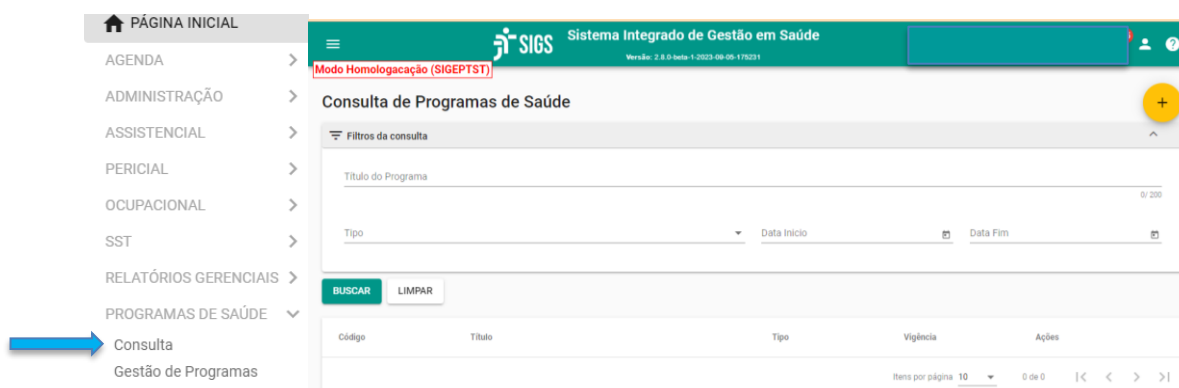 PÁGINA INICIAL
AGENDA
ADMINISTRAÇÃO
ASSISTENCIAL
PERICIAL
OCUPACIONAL
SST
RELATÓRIOS GERENCIAIS
PROGRAMAS DE SAÚDE
Consulta
Gestão de Programas
SIGS
Sistema Integrado de Gestão em Saúde
Versão: 2.8.0-beta-1-2023-09-05-175231
Modo Homologacação (SIGEPTST)
Consulta de Programas de Saúde
+
Filtros da consulta
Título do Programa
0/ 200
Tipo
Data Inicio
Data Fim
BUSCAR
LIMPAR
Código Título Tipo Vigência Ações
Itens por página 10 0 de 0